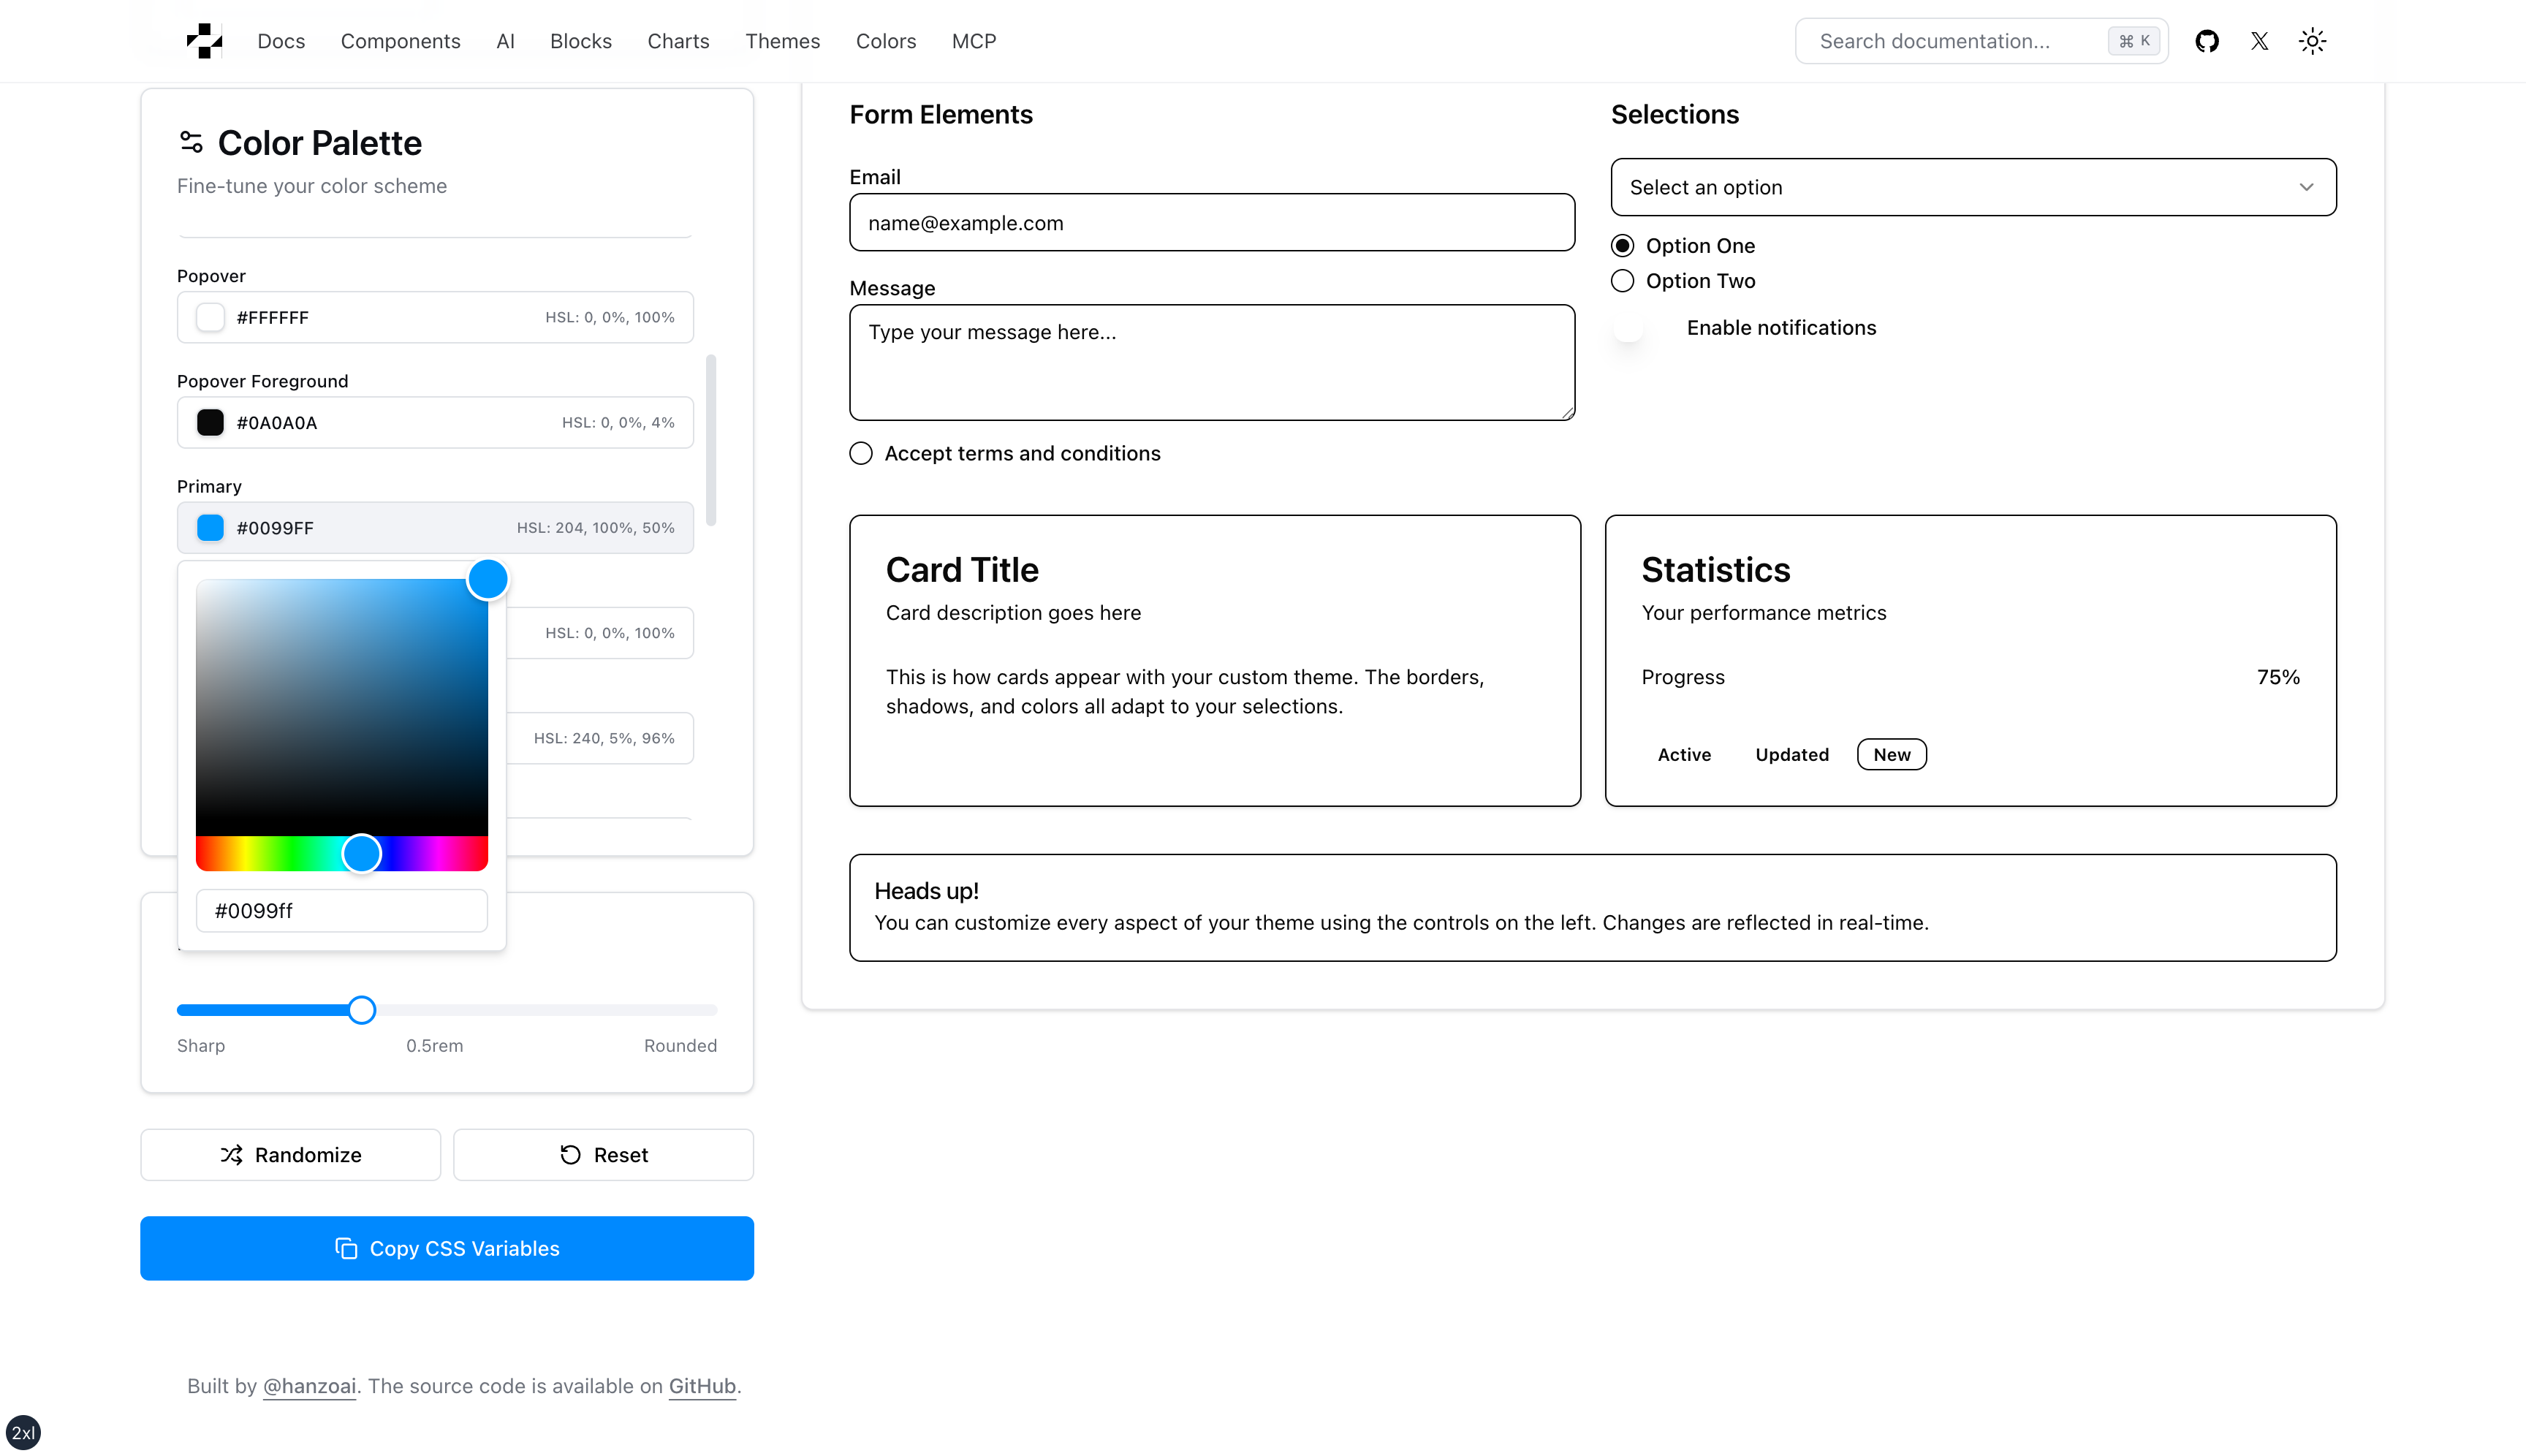 Docs Components AI Blocks Charts Themes Colors MCP
Search documentation... ⌘ K
Color Palette
Fine-tune your color scheme
Popover
#FFFFFF HSL: 0, 0%, 100%
Popover Foreground
#0A0A0A HSL: 0, 0%, 4%
Primary
#0099FF HSL: 204, 100%, 50%
HSL: 0, 0%, 100%
HSL: 240, 5%, 96%
#0099ff
Sharp 0.5rem Rounded
Randomize Reset
Copy CSS Variables
Form Elements
Email
name@example.com
Message
Type your message here...
Accept terms and conditions
Selections
Select an option
Option One
Option Two
Enable notifications
Card Title
Card description goes here
This is how cards appear with your custom theme. The borders,
shadows, and colors all adapt to your selections.
Statistics
Your performance metrics
Progress 75%
Active Updated New
Heads up!
You can customize every aspect of your theme using the controls on the left. Changes are reflected in real-time.
Built by @hanzoai. The source code is available on GitHub.
2xl